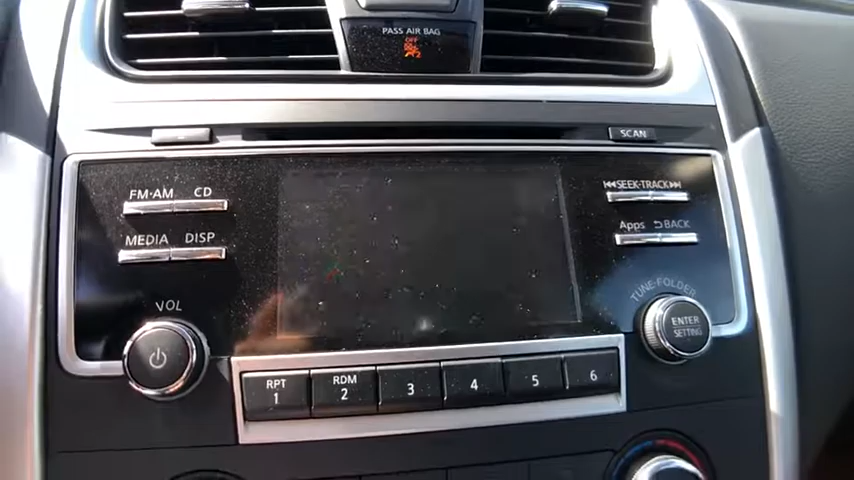 PASS AIR BAG
OFF
2
SCAN
FM·AM CD
SEEK·TRACK
MEDIA DISP
Apps BACK
VOL
TUNE·FOLDER
ENTER
SETTING
RPT
1
RDM
2
3
4
5
6